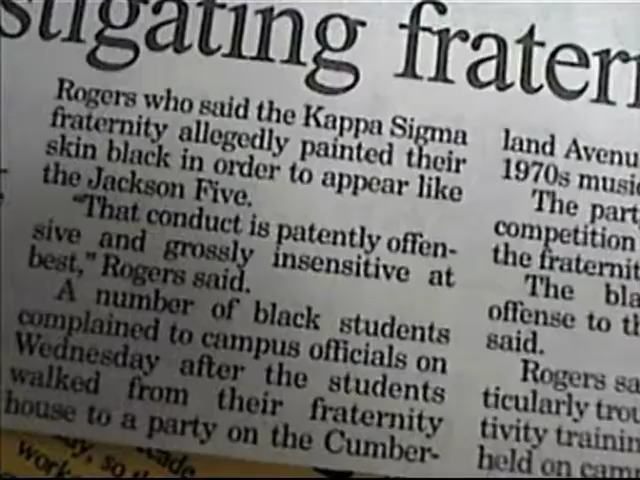 stigating fratern
Rogers who said the Kappa Sigma
fraternity allegedly painted their
skin black in order to appear like
the Jackson Five.
"That conduct is patently offen-
sive and grossly insensitive at
best," Rogers said.
A number of black students
complained to campus officials on
Wednesday after the students
walked from their fraternity
house to a party on the Cumber-
land Avenu
1970s music
The party
competition
the fraternit
The bla
offense to th
said.
Rogers sa
ticularly trou
tivity trainin
held on cam
so
work